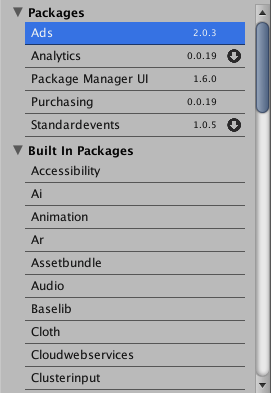 Packages
Ads 2.0.3
Analytics 0.0.19
Package Manager UI 1.6.0
Purchasing 0.0.19
Standardevents 1.0.5
Built In Packages
Accessibility
Ai
Animation
Ar
Assetbundle
Audio
Baselib
Cloth
Cloudwebservices
Clusterinput